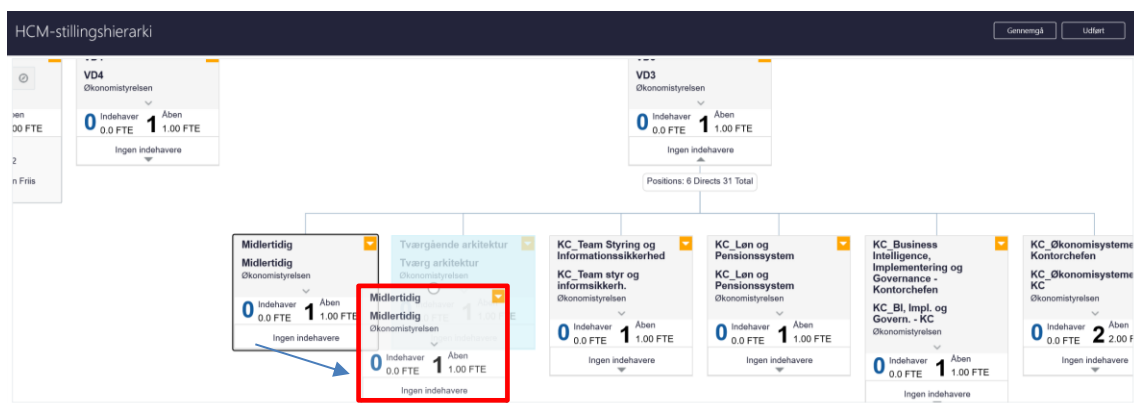 HCM-stillingshierarki
Gennemgå
Udført
00 FTE
2
n Friis
VD4
Økonomistyrelsen
0 Indehaver 0.0 FTE 1 Åben 1.00 FTE
Ingen indehavere
VD3
Økonomistyrelsen
0 Indehaver 0.0 FTE 1 Åben 1.00 FTE
Ingen indehavere
Positions: 6 Directs 31 Total
Midlertidig
Midlertidig
Økonomistyrelsen
0 Indehaver 0.0 FTE 1 Åben 1.00 FTE
Ingen indehavere
Tværgående arkitektur
Tværg arkitektur
Økonomistyrelsen
Midlertidig
Midlertidig
Økonomistyrelsen
0 Indehaver 0.0 FTE 1 Åben 1.00 FTE
Ingen indehavere
KC_Team Styring og
Informationssikkerhed
KC_Team styr og
informsikkerh.
Økonomistyrelsen
0 Indehaver 0.0 FTE 1 Åben 1.00 FTE
Ingen indehavere
KC_Løn og
Pensionssystem
KC_Løn og
Pensionssystem
Økonomistyrelsen
0 Indehaver 0.0 FTE 1 Åben 1.00 FTE
Ingen indehavere
KC_Business
Intelligence,
Implementering og
Governance -
Kontorchefen
KC_BI, Impl. og
Govern. - KC
Økonomistyrelsen
0 Indehaver 0.0 FTE 1 Åben 1.00 FTE
Ingen indehavere
KC_Økonomisysteme
Kontorchefen
KC_Økonomisysteme
KC
Økonomistyrelsen
0 Indehaver 0.0 FTE 2 Åben 2.00 F
Ingen indehavere